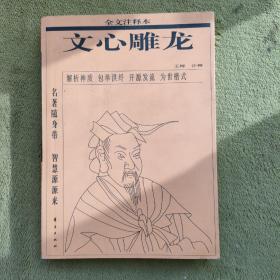 全文注释本
文心雕龙
解析神质 包举洪纤 开源发流 为世楷式
名著随身带 智慧源源来